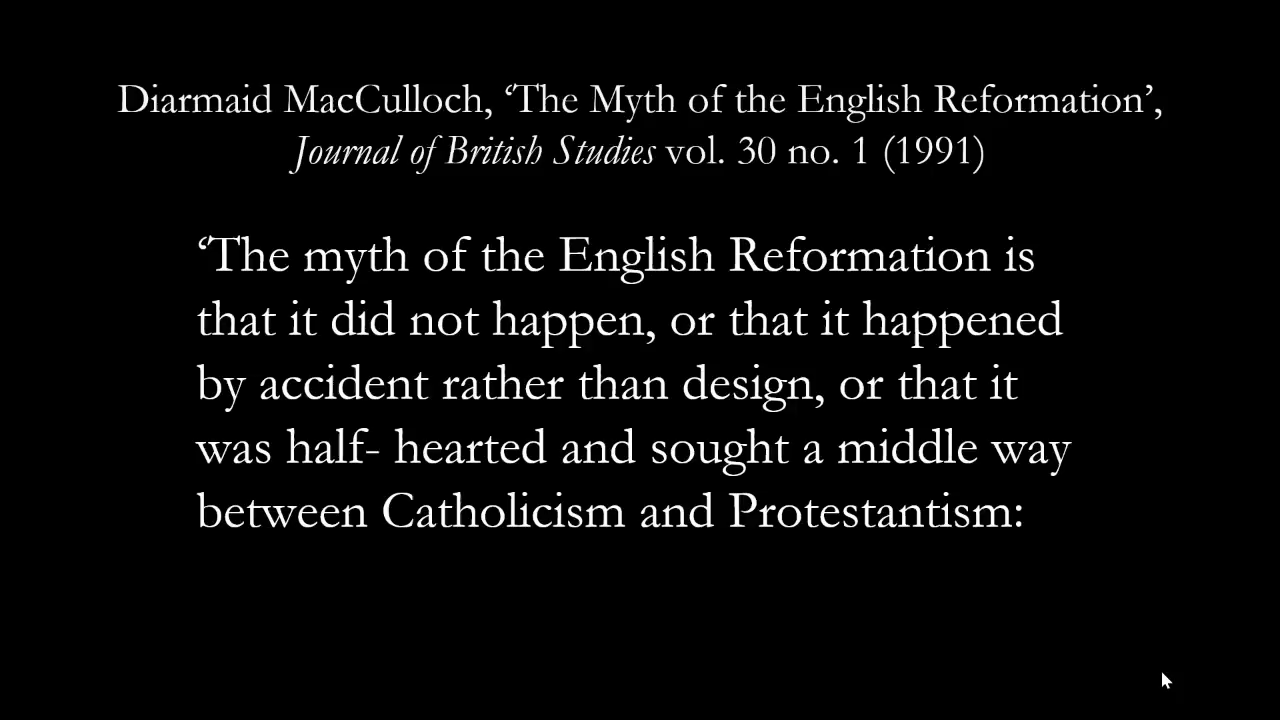 Diarmaid MacCulloch, ‘The Myth of the English Reformation’,
Journal of British Studies vol. 30 no. 1 (1991)
‘The myth of the English Reformation is
that it did not happen, or that it happened
by accident rather than design, or that it
was half- hearted and sought a middle way
between Catholicism and Protestantism: